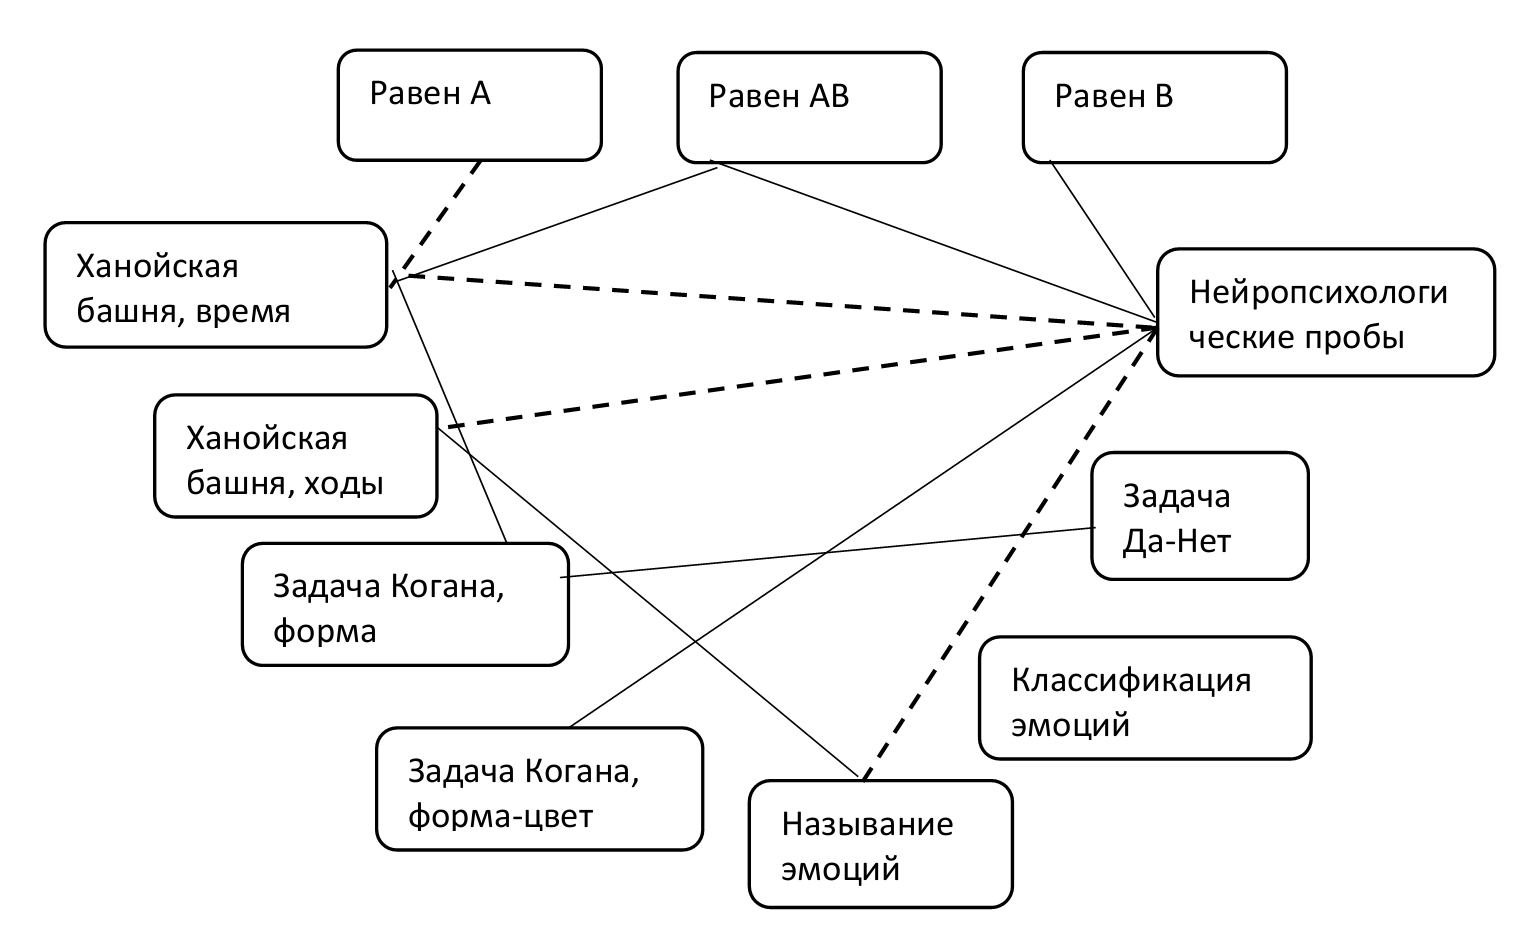 Равен А
Равен АВ
Равен В
Ханойская
башня, время
Нейропсихологи
ческие пробы
Ханойская
башня, ходы
Задача
Да-Нет
Задача Когана,
форма
Классификация
эмоций
Задача Когана,
форма-цвет
Называние
эмоций